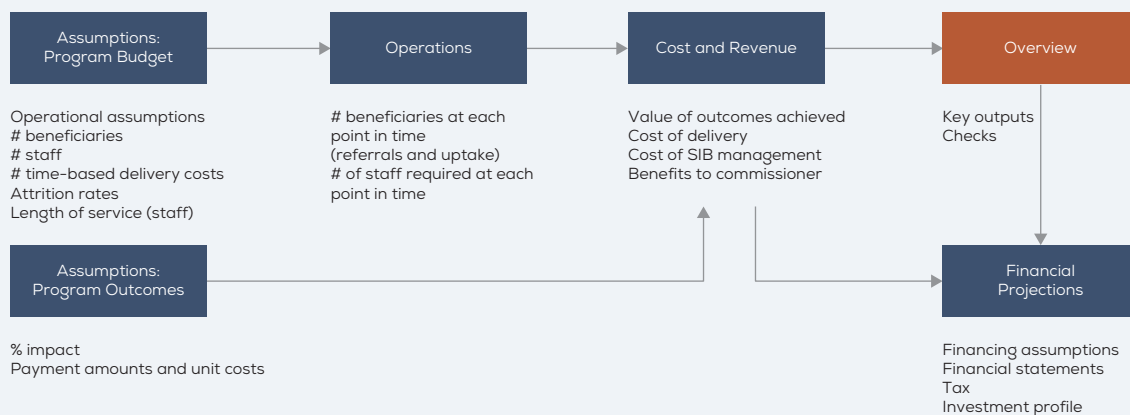 Assumptions:
Program Budget
Operations
Cost and Revenue
Overview
Operational assumptions
# beneficiaries
# staff
# time-based delivery costs
Attrition rates
Length of service (staff)
# beneficiaries at each
point in time
(referrals and uptake)
# of staff required at each
point in time
Value of outcomes achieved
Cost of delivery
Cost of SIB management
Benefits to commissioner
Key outputs
Checks
Assumptions:
Program Outcomes
Financial
Projections
% impact
Payment amounts and unit costs
Financing assumptions
Financial statements
Tax
Investment profile